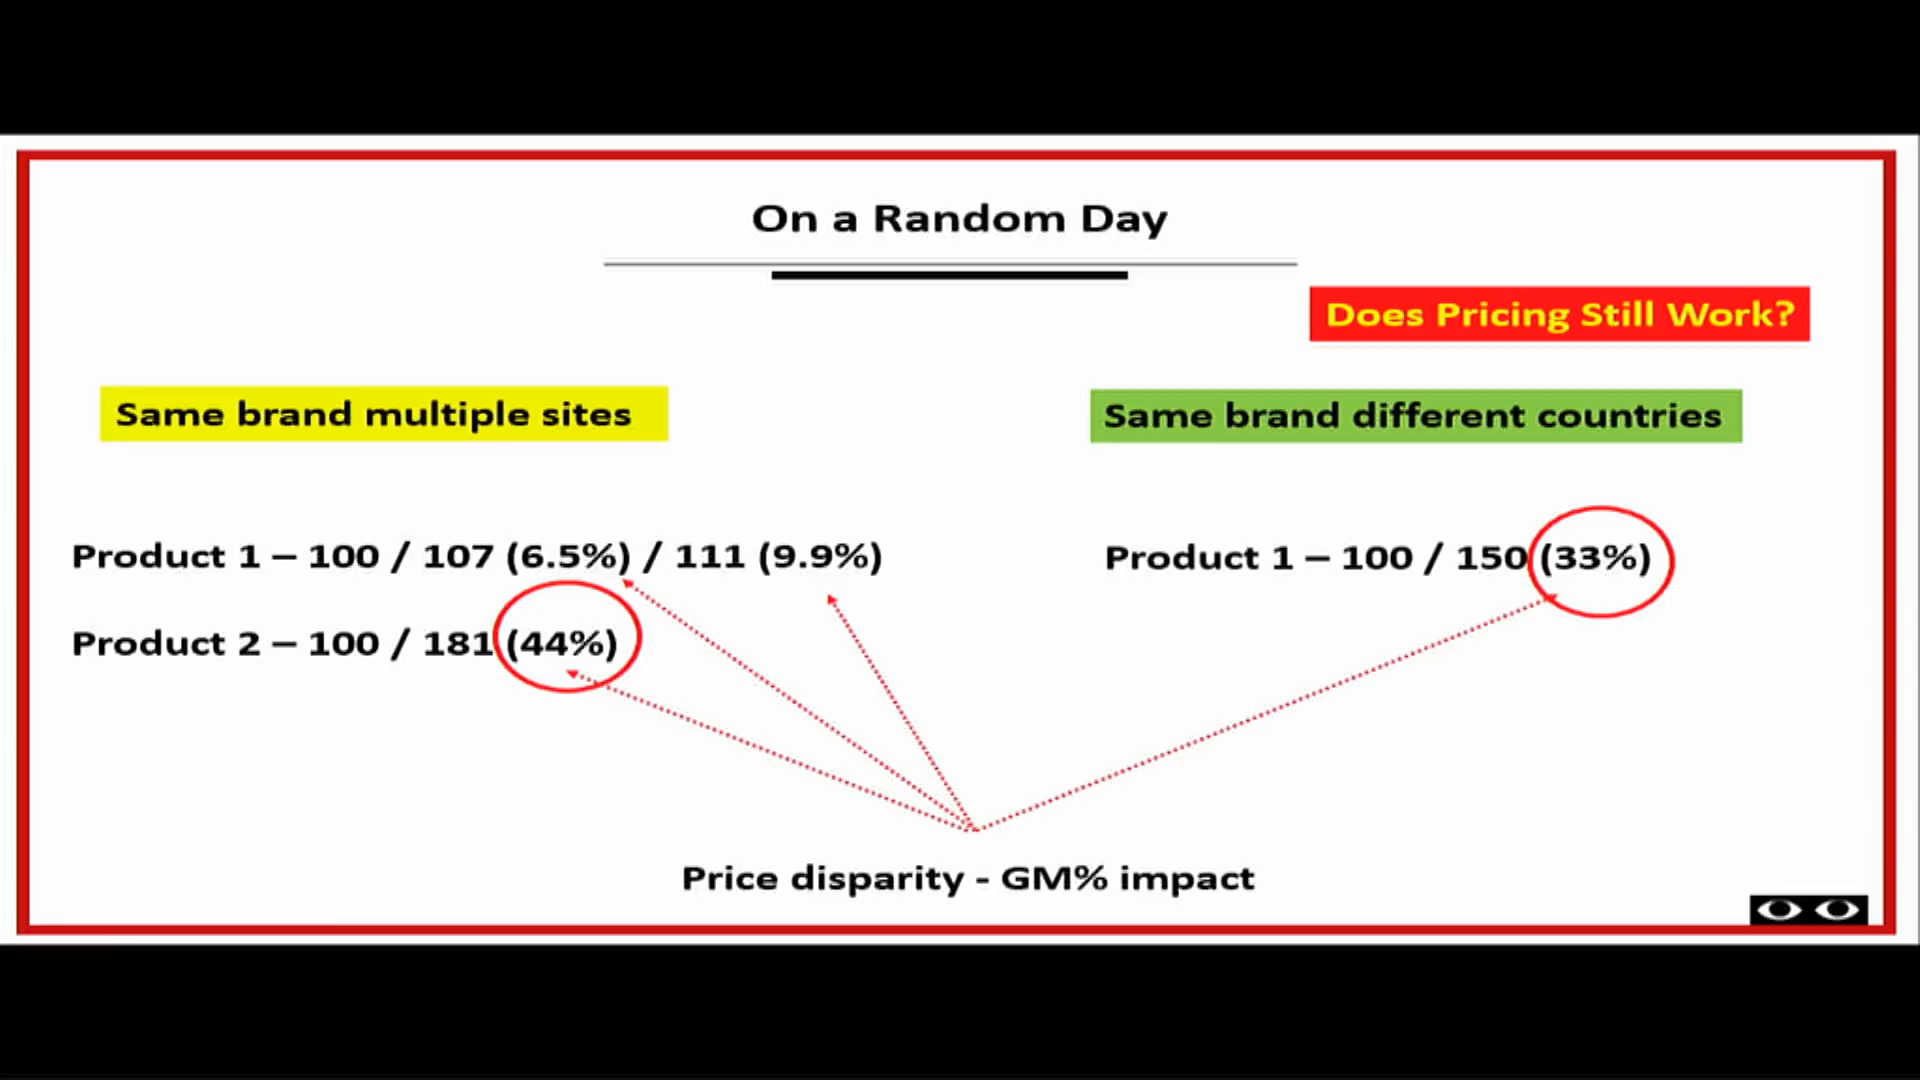 On a Random Day
Does Pricing Still Work?
Same brand multiple sites
Same brand different countries
Product 1 – 100 / 107 (6.5%) / 111 (9.9%)
Product 1 – 100 / 150 (33%)
Product 2 – 100 / 181 (44%)
Price disparity - GM% impact